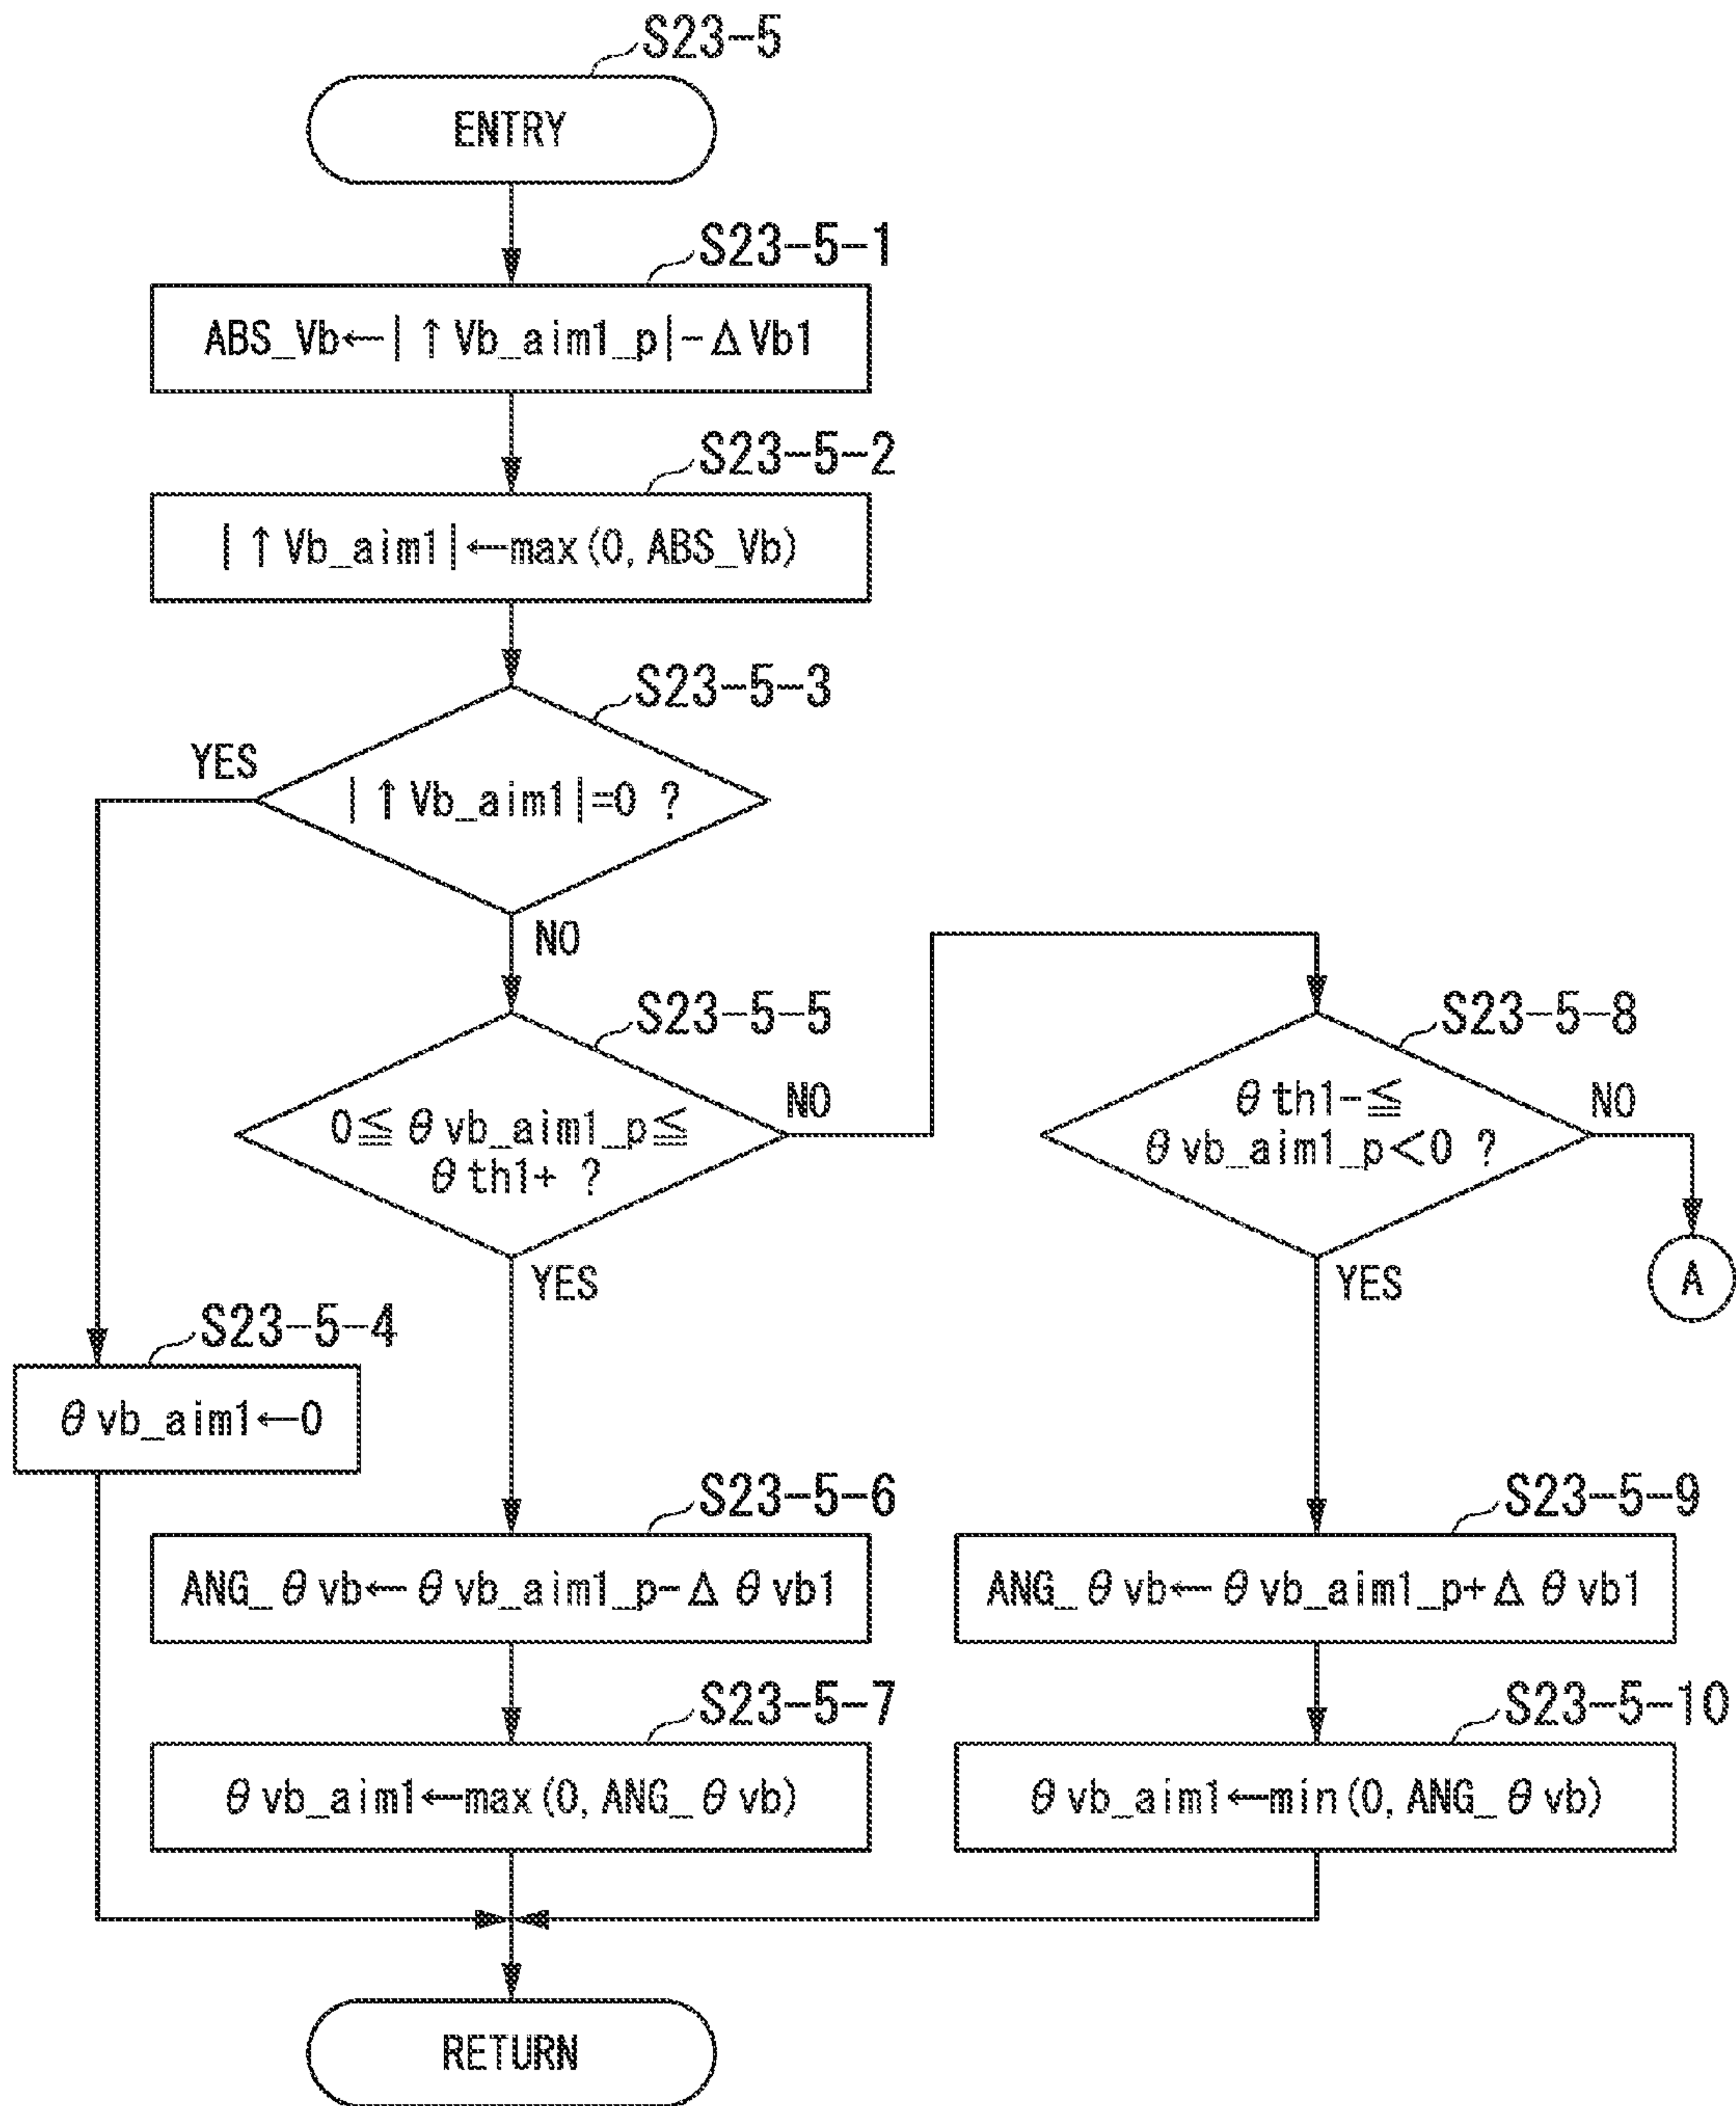 S23-5
ENTRY
S23-5-1
ABS_Vb←|↑Vb_aim1_p|-ΔVb1
S23-5-2
|↑Vb_aim1|←max(0, ABS_Vb)
S23-5-3
YES
|↑Vb_aim1|=0 ?
NO
S23-5-5
0≦θvb_aim1_p≦
θth1+ ?
NO
YES
S23-5-8
θth1-≦
θvb_aim1_p<0 ?
NO
YES
A
S23-5-4
θvb_aim1←0
S23-5-6
ANG_θvb←θvb_aim1_p-Δθvb1
S23-5-9
ANG_θvb←θvb_aim1_p+Δθvb1
S23-5-7
θvb_aim1←max(0, ANG_θvb)
S23-5-10
θvb_aim1←min(0, ANG_θvb)
RETURN